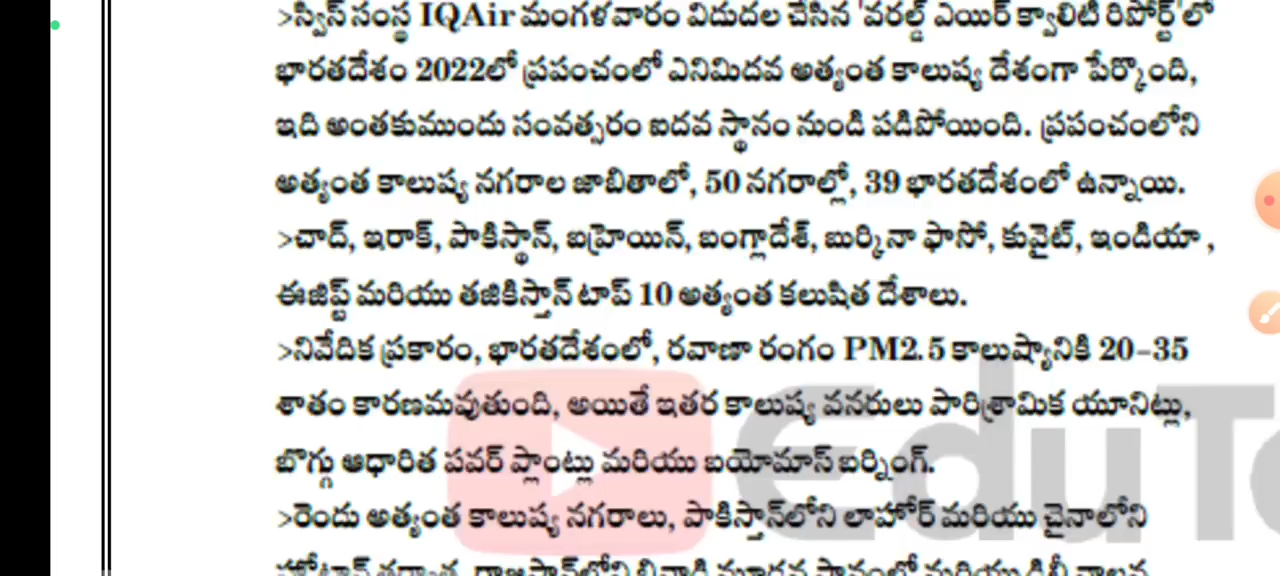 >స్విస్ సంస్థ IQAir మంగళవారం విడుదల చేసిన 'వరల్డ్ ఎయిర్ క్వాలిటీ రిపోర్ట్'లో
భారతదేశం 2022లో ప్రపంచంలో ఎనిమిదవ అత్యంత కాలుష్య దేశంగా పేర్కొంది,
ఇది అంతకుముందు సంవత్సరం ఐదవ స్థానం నుండి పడిపోయింది. ప్రపంచంలోని
అత్యంత కాలుష్య నగరాల జాబితాలో, 50 నగరాల్లో, 39 భారతదేశంలో ఉన్నాయి.
>చాద్, ఇరాక్, పాకిస్థాన్, బహ్రెయిన్, బంగ్లాదేశ్, బుర్కినా ఫాసో, కువైట్, ఇండియా ,
ఈజిప్ట్ మరియు తజికిస్తాన్ టాప్ 10 అత్యంత కలుషిత దేశాలు.
>నివేదిక ప్రకారం, భారతదేశంలో, రవాణా రంగం PM2.5 కాలుష్యానికి 20-35
శాతం కారణమవుతుంది, అయితే ఇతర కాలుష్య వనరులు పారిశ్రామిక యూనిట్లు,
బొగ్గు ఆధారిత పవర్ ప్లాంట్లు మరియు బయోమాస్ బర్నింగ్.
>రెండు అత్యంత కాలుష్య నగరాలు, పాకిస్తాన్‌లోని లాహోర్ మరియు చైనాలోని
EduT